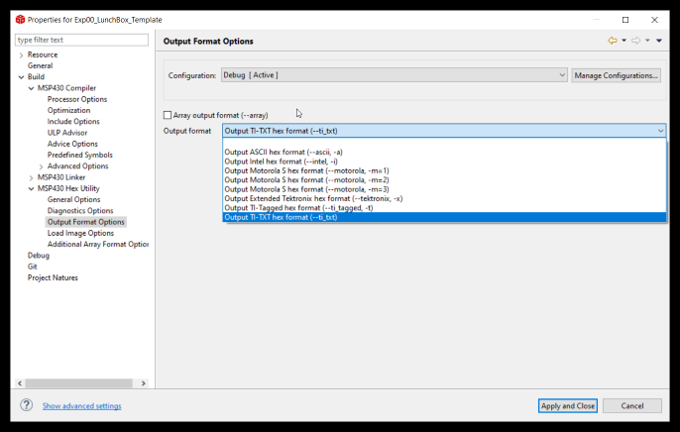 Properties for Exp00_LunchBox_Template
type filter text
Resource
General
Build
MSP430 Compiler
Processor Options
Optimization
Include Options
ULP Advisor
Advice Options
Predefined Symbols
Advanced Options
MSP430 Linker
MSP430 Hex Utility
General Options
Diagnostics Options
Output Format Options
Load Image Options
Additional Array Format Option
Debug
Git
Project Natures
Output Format Options
Configuration: Debug [ Active ] Manage Configurations...
Array output format (--array)
Output format Output TI-TXT hex format (--ti_txt)
Output ASCII hex format (--ascii, -a)
Output Intel hex format (--intel, -i)
Output Motorola S hex format (--motorola, -m=1)
Output Motorola S hex format (--motorola, -m=2)
Output Motorola S hex format (--motorola, -m=3)
Output Extended Tektronix hex format (--tektronix, -x)
Output TI-Tagged hex format (--ti_tagged, -t)
Output TI-TXT hex format (--ti_txt)
Show advanced settings
Apply and Close Cancel